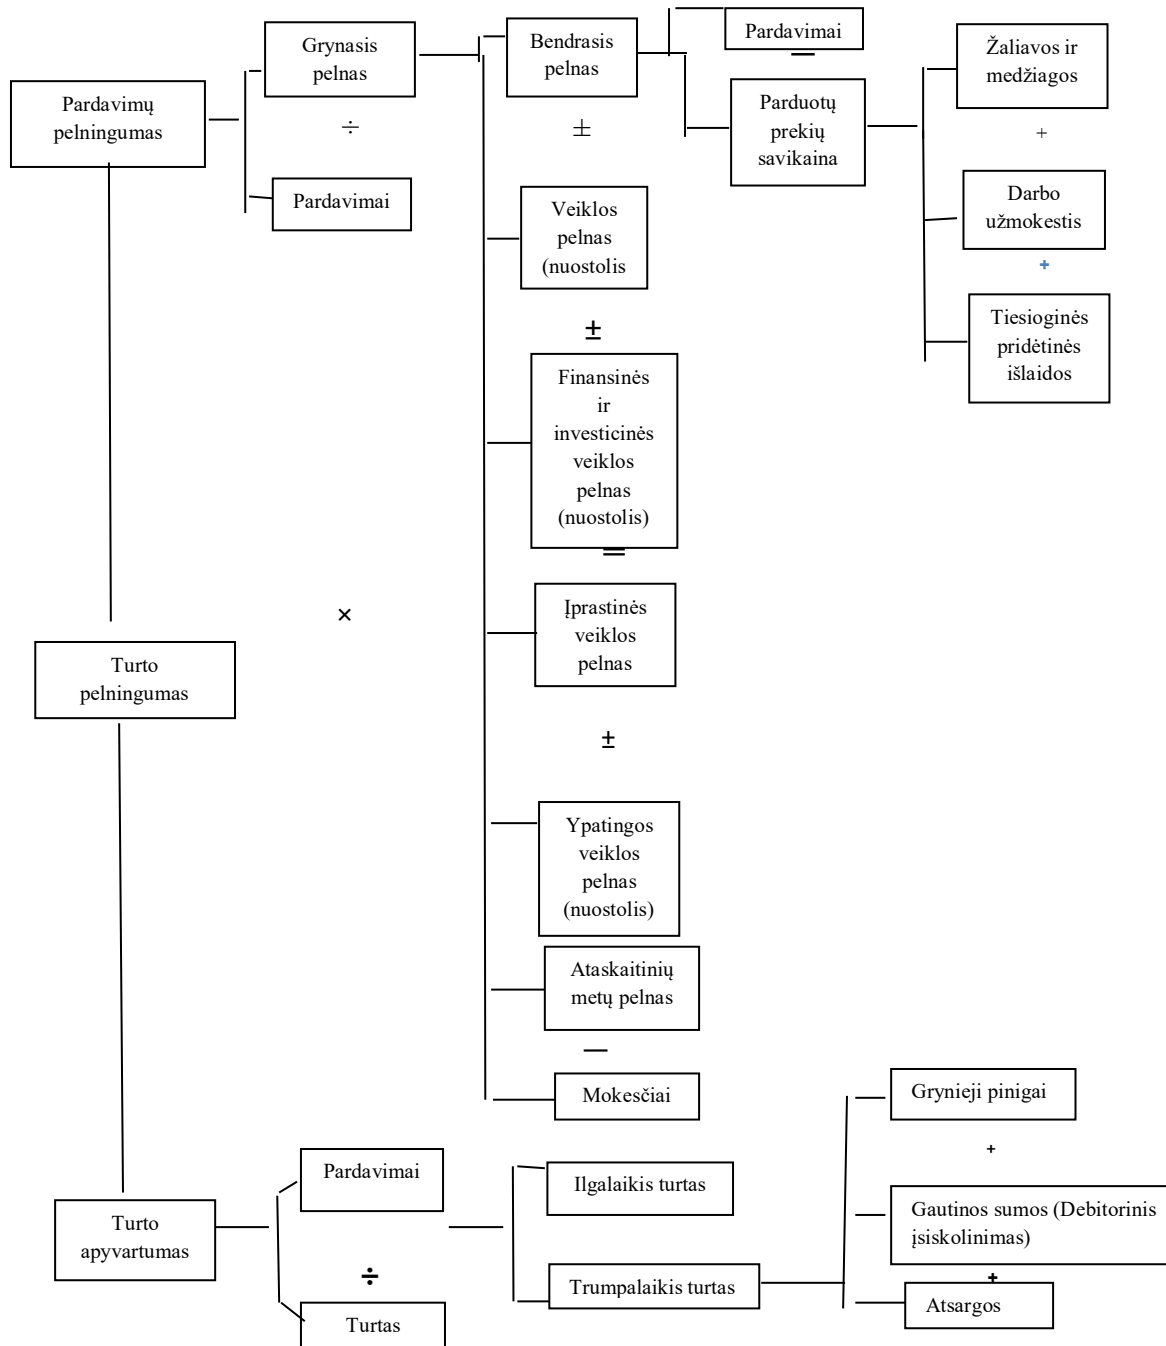 Pardavimų
pelningumas
Grynasis
pelnas
÷
Pardavimai
Bendrasis
pelnas
±
Veiklos
pelnas
(nuostolis
±
Finansinės
ir
investicinės
veiklos
pelnas
(nuostolis)
=
Įprastinės
veiklos
pelnas
±
Ypatingos
veiklos
pelnas
(nuostolis)
Ataskaitinių
metų pelnas
—
Mokesčiai
Pardavimai
—
Parduotų
prekių
savikaina
Žaliavos ir
medžiagos
+
Darbo
užmokestis
+
Tiesioginės
pridėtinės
išlaidos
×
Turto
pelningumas
Turto
apyvartumas
Pardavimai
÷
Turtas
Ilgalaikis turtas
Trumpalaikis turtas
Grynieji pinigai
+
Gautinos sumos (Debitorinis
įsiskolinimas)
+
Atsargos